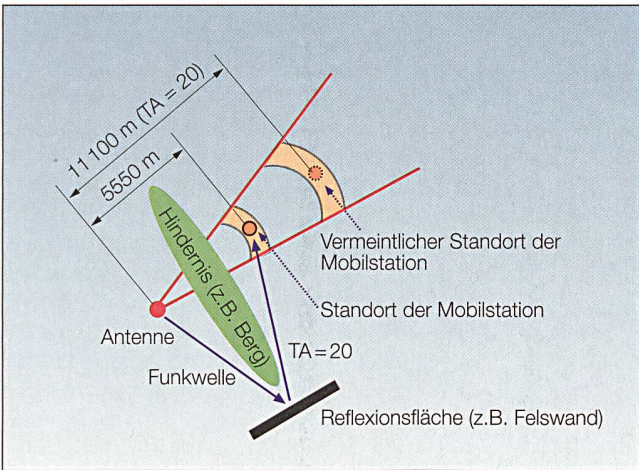 11 100 m (TA = 20)
5550 m
Hindernis (z.B. Berg)
Vermeintlicher Standort der
Mobilstation
Standort der Mobilstation
Antenne
TA = 20
Funkwelle
Reflexionsfläche (z.B. Felswand)